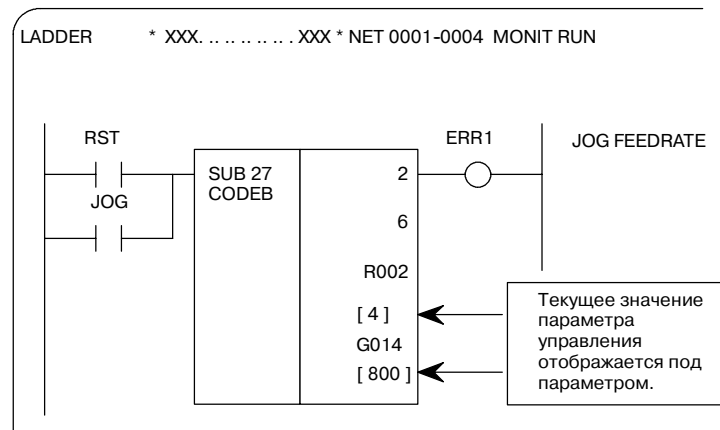 LADDER * XXX. .. .. .. .. .. . XXX * NET 0001-0004 MONIT RUN
RST
ERR1
JOG FEEDRATE
SUB 27
CODEB
2
JOG
6
R002
[ 4 ]
G014
[ 800 ]
Текущее значение
параметра
управления
отображается под
параметром.